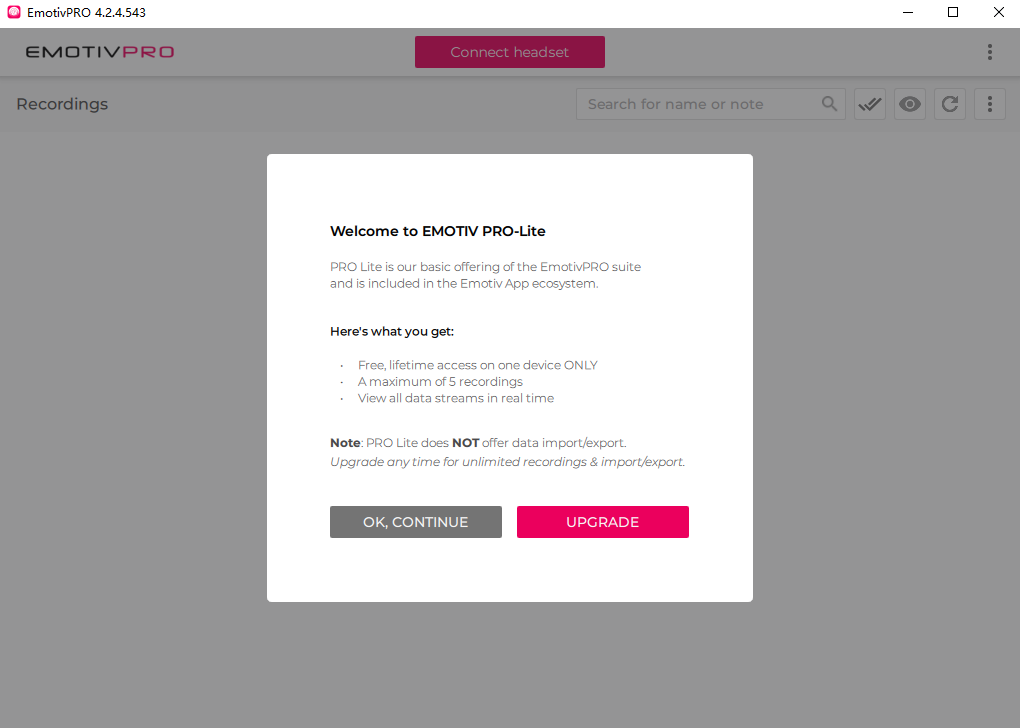 EmotivPRO 4.2.4.543
EMOTIVPRO
Connect headset
Recordings
Search for name or note
Welcome to EMOTIV PRO-Lite
PRO Lite is our basic offering of the EmotivPRO suite
and is included in the Emotiv App ecosystem.
Here's what you get:
· Free, lifetime access on one device ONLY
· A maximum of 5 recordings
· View all data streams in real time
Note: PRO Lite does NOT offer data import/export.
Upgrade any time for unlimited recordings & import/export.
OK, CONTINUE
UPGRADE